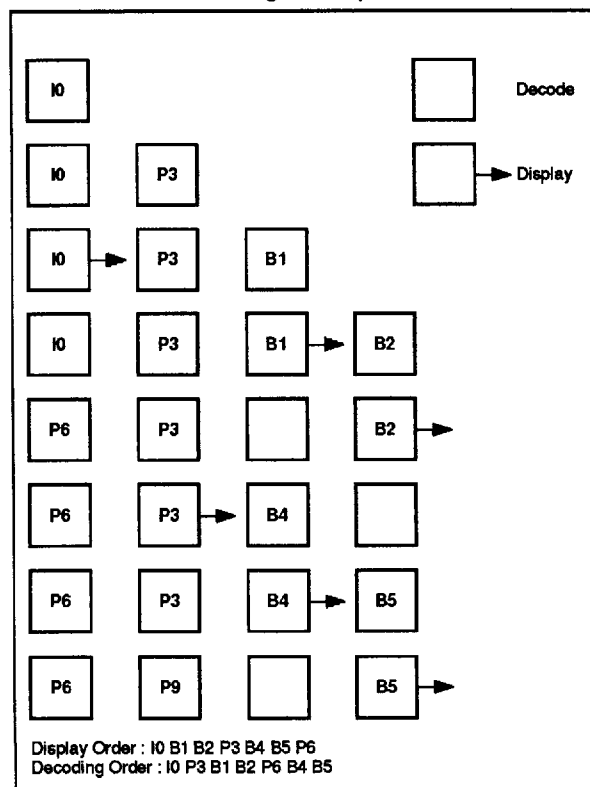 I0 Decode
I0 P3 Display
I0 P3 B1
I0 P3 B1 B2
P6 P3 B2
P6 P3 B4
P6 P3 B4 B5
P6 P9 B5
Display Order : I0 B1 B2 P3 B4 B5 P6
Decoding Order : I0 P3 B1 B2 P6 B4 B5